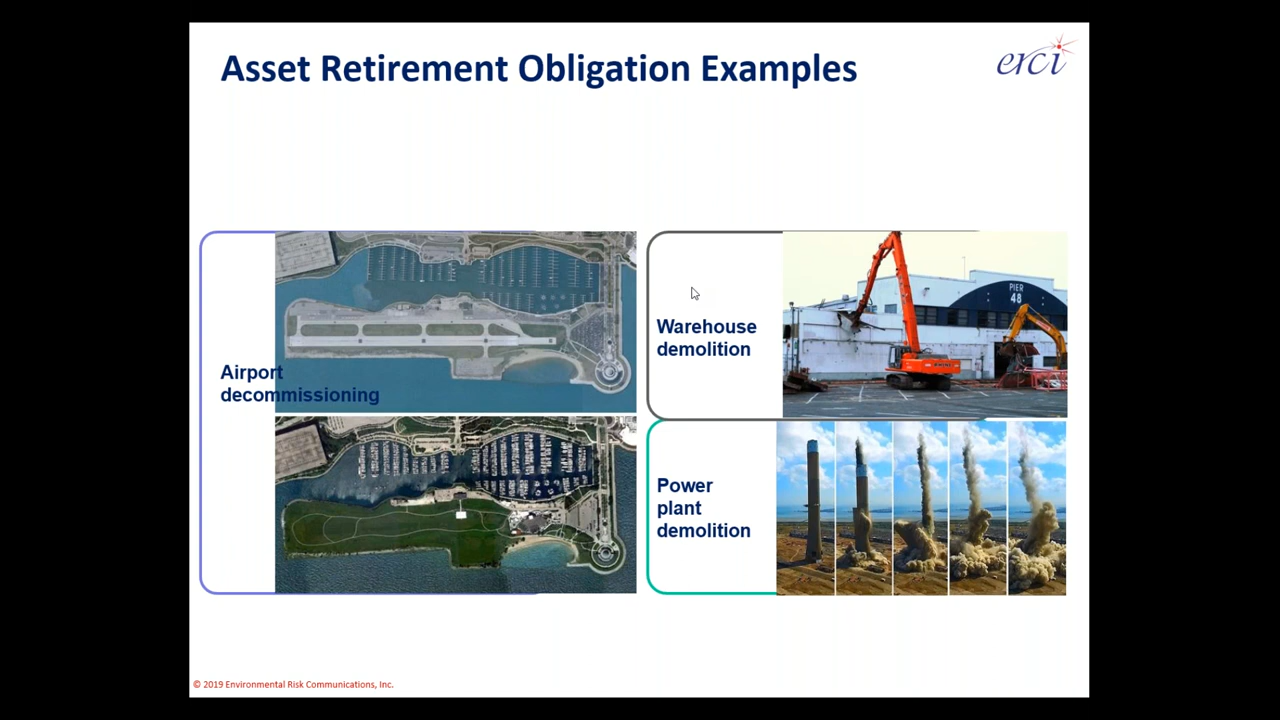 Asset Retirement Obligation Examples
erci
Airport
decommissioning
Warehouse
demolition
PIER
48
Power
plant
demolition
© 2019 Environmental Risk Communications, Inc.